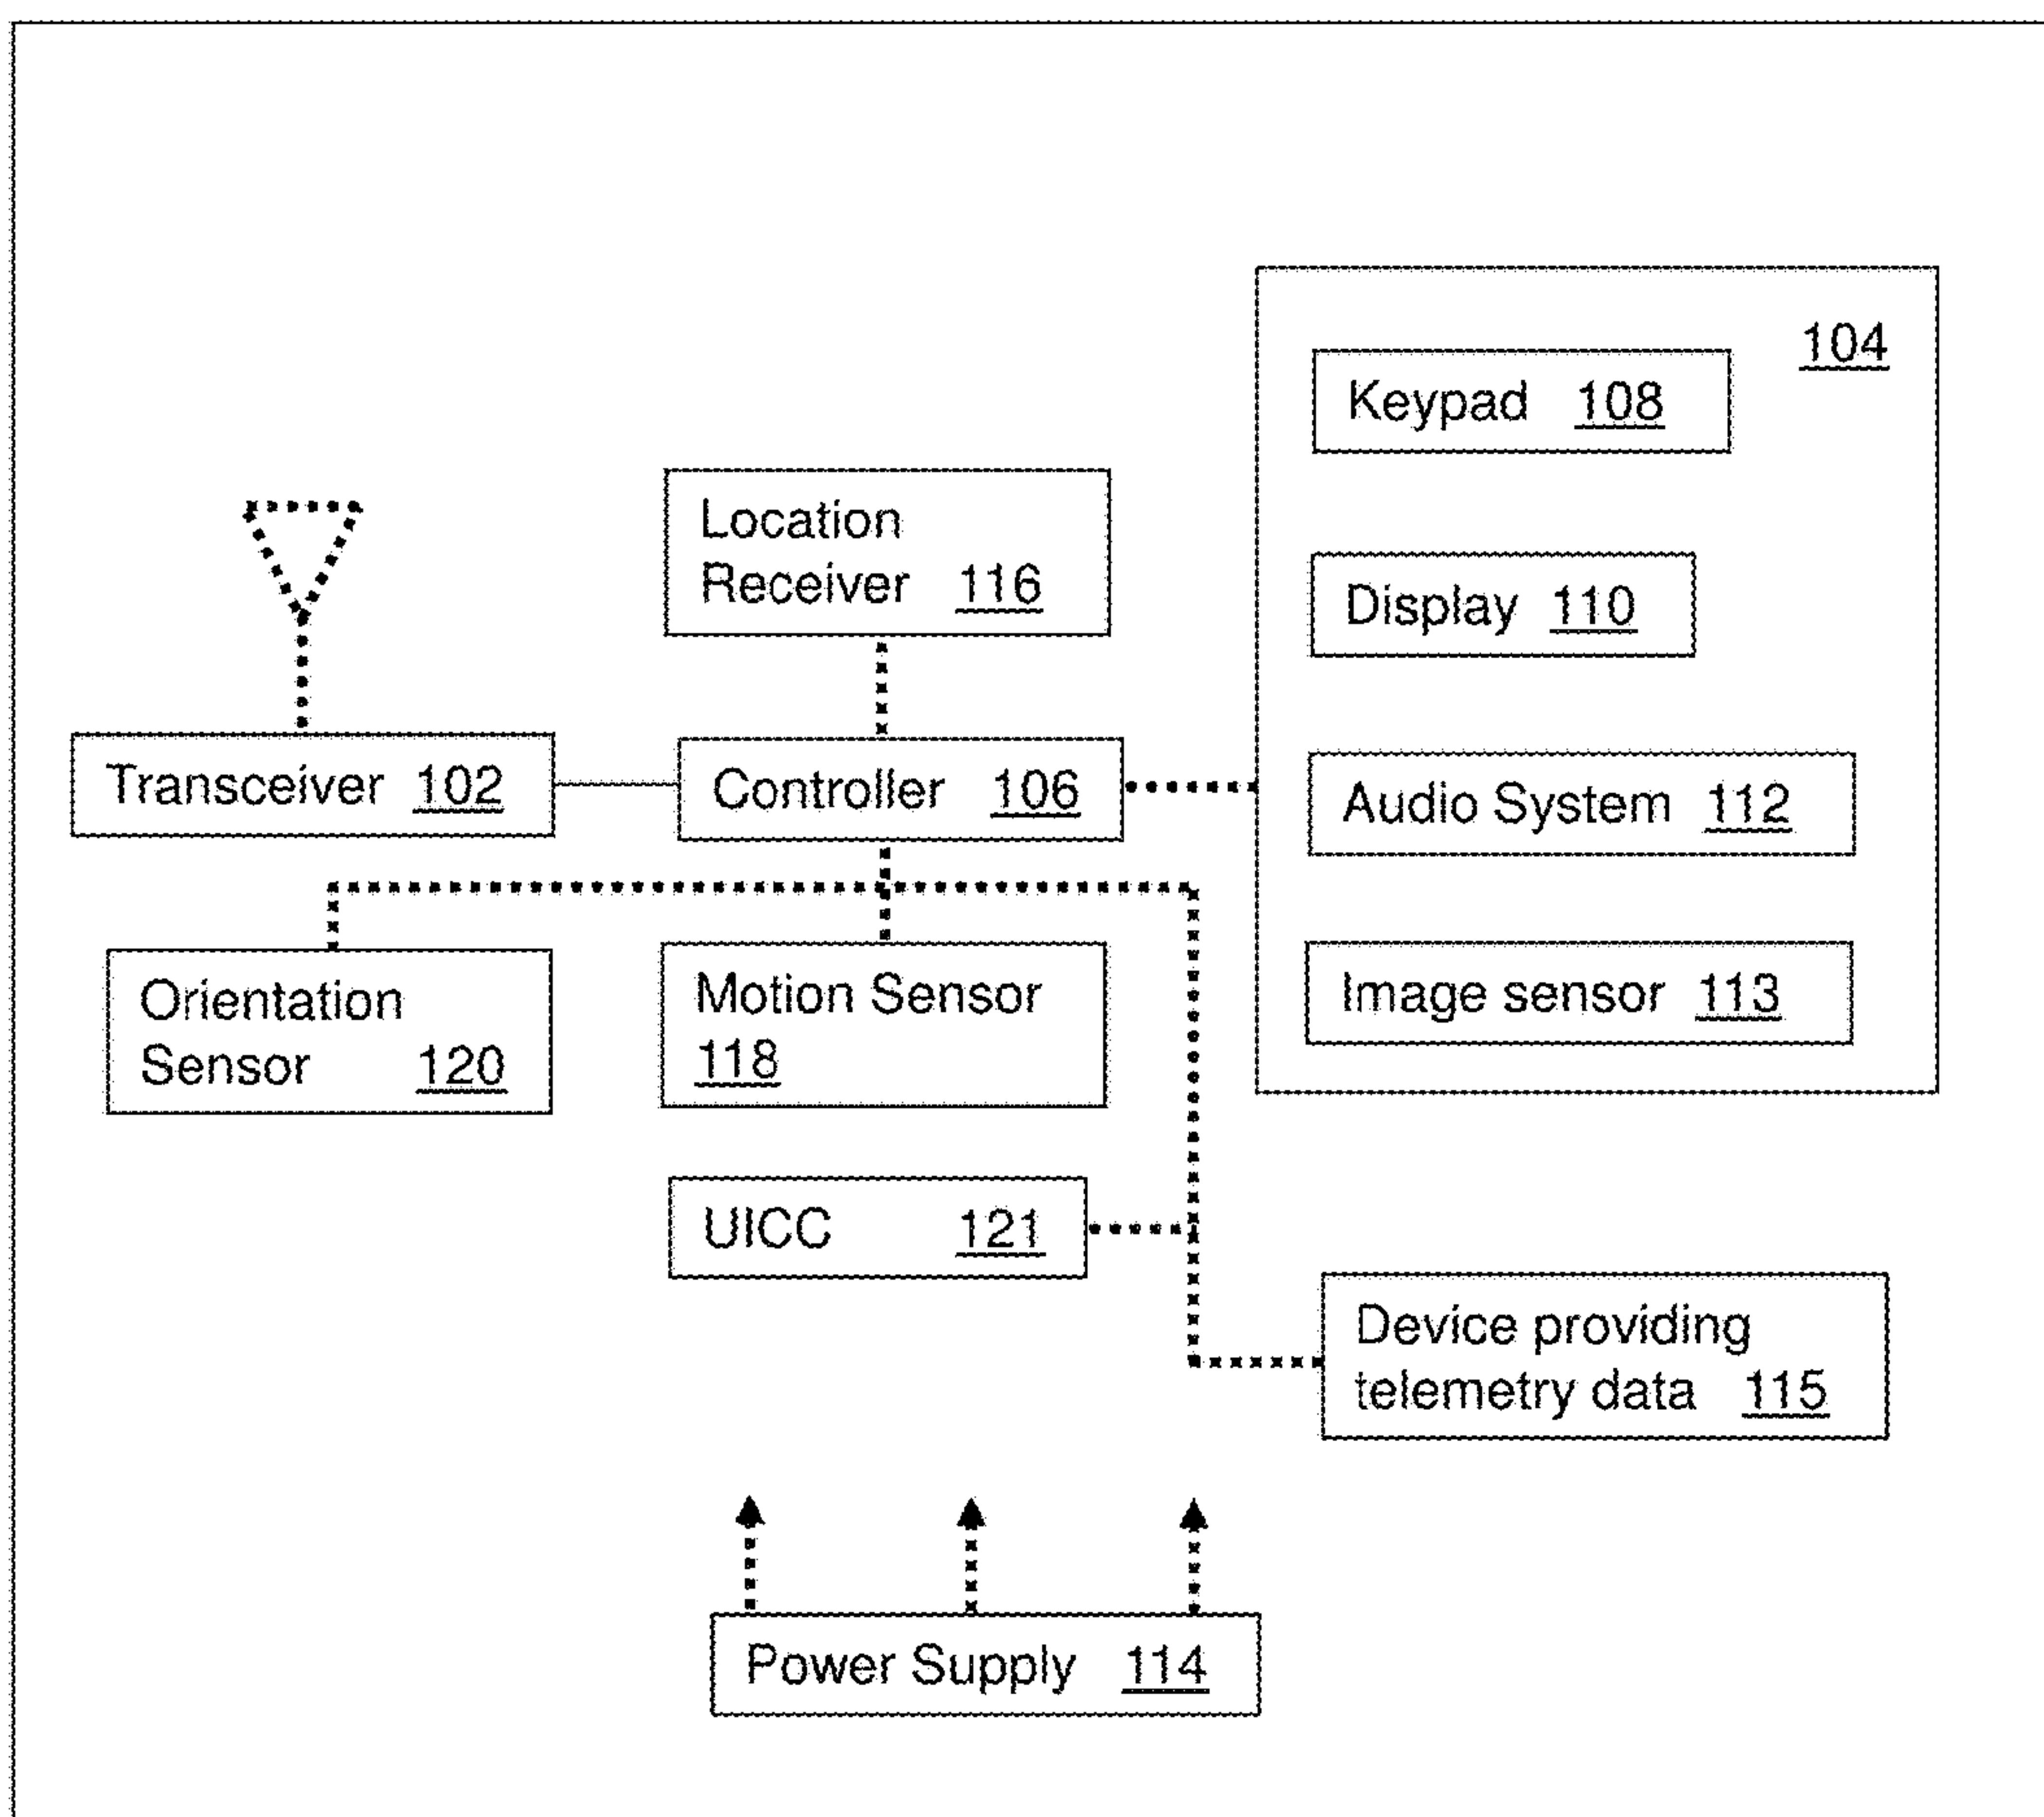 104
Keypad 108
Location
Receiver 116
Display 110
Transceiver 102
Controller 106
Audio System 112
Orientation
Sensor 120
Motion Sensor
118
Image sensor 113
UICC 121
Device providing
telemetry data 115
Power Supply 114